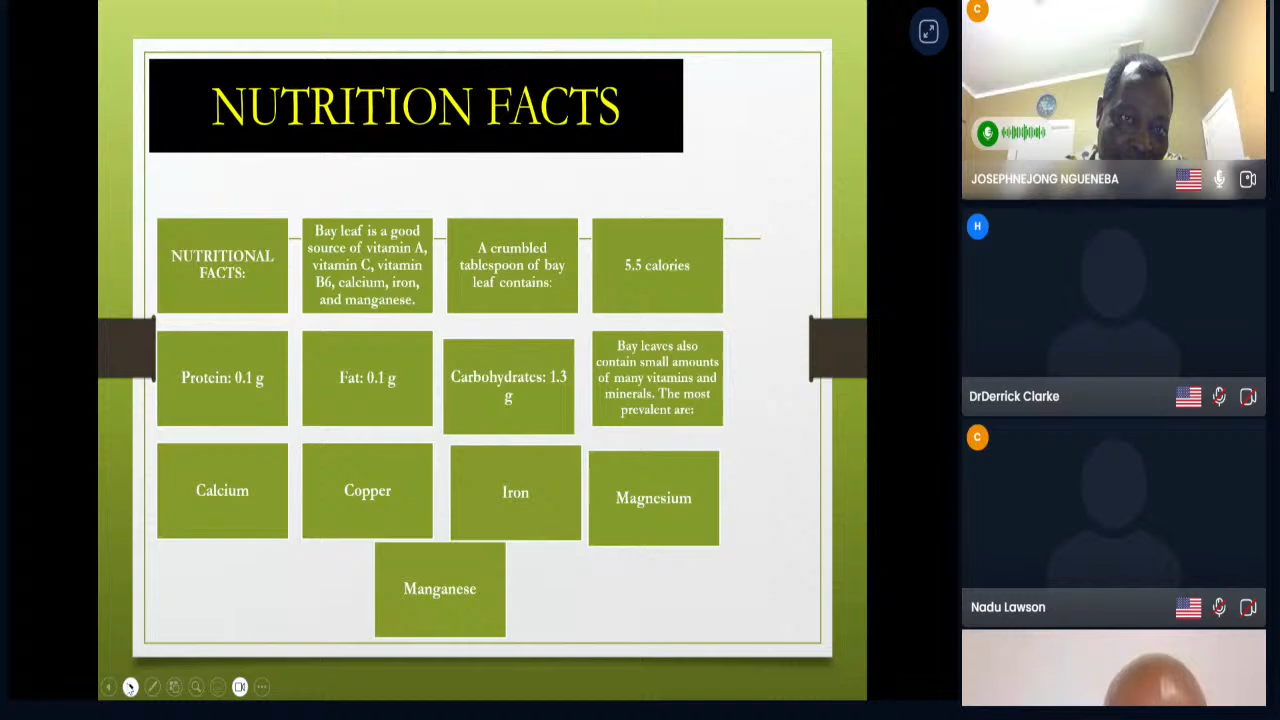 NUTRITION FACTS
NUTRITIONAL
FACTS:
Bay leaf is a good
source of vitamin A,
vitamin C, vitamin
B6, calcium, iron,
and manganese.
A crumbled
tablespoon of bay
leaf contains:
5.5 calories
Protein: 0.1 g
Fat: 0.1 g
Carbohydrates: 1.3
g
Bay leaves also
contain small amounts
of many vitamins and
minerals. The most
prevalent are:
Calcium
Copper
Iron
Magnesium
Manganese
C
JOSEPHNEJONG NGUENEBA
H
DrDerrick Clarke
C
Nadu Lawson